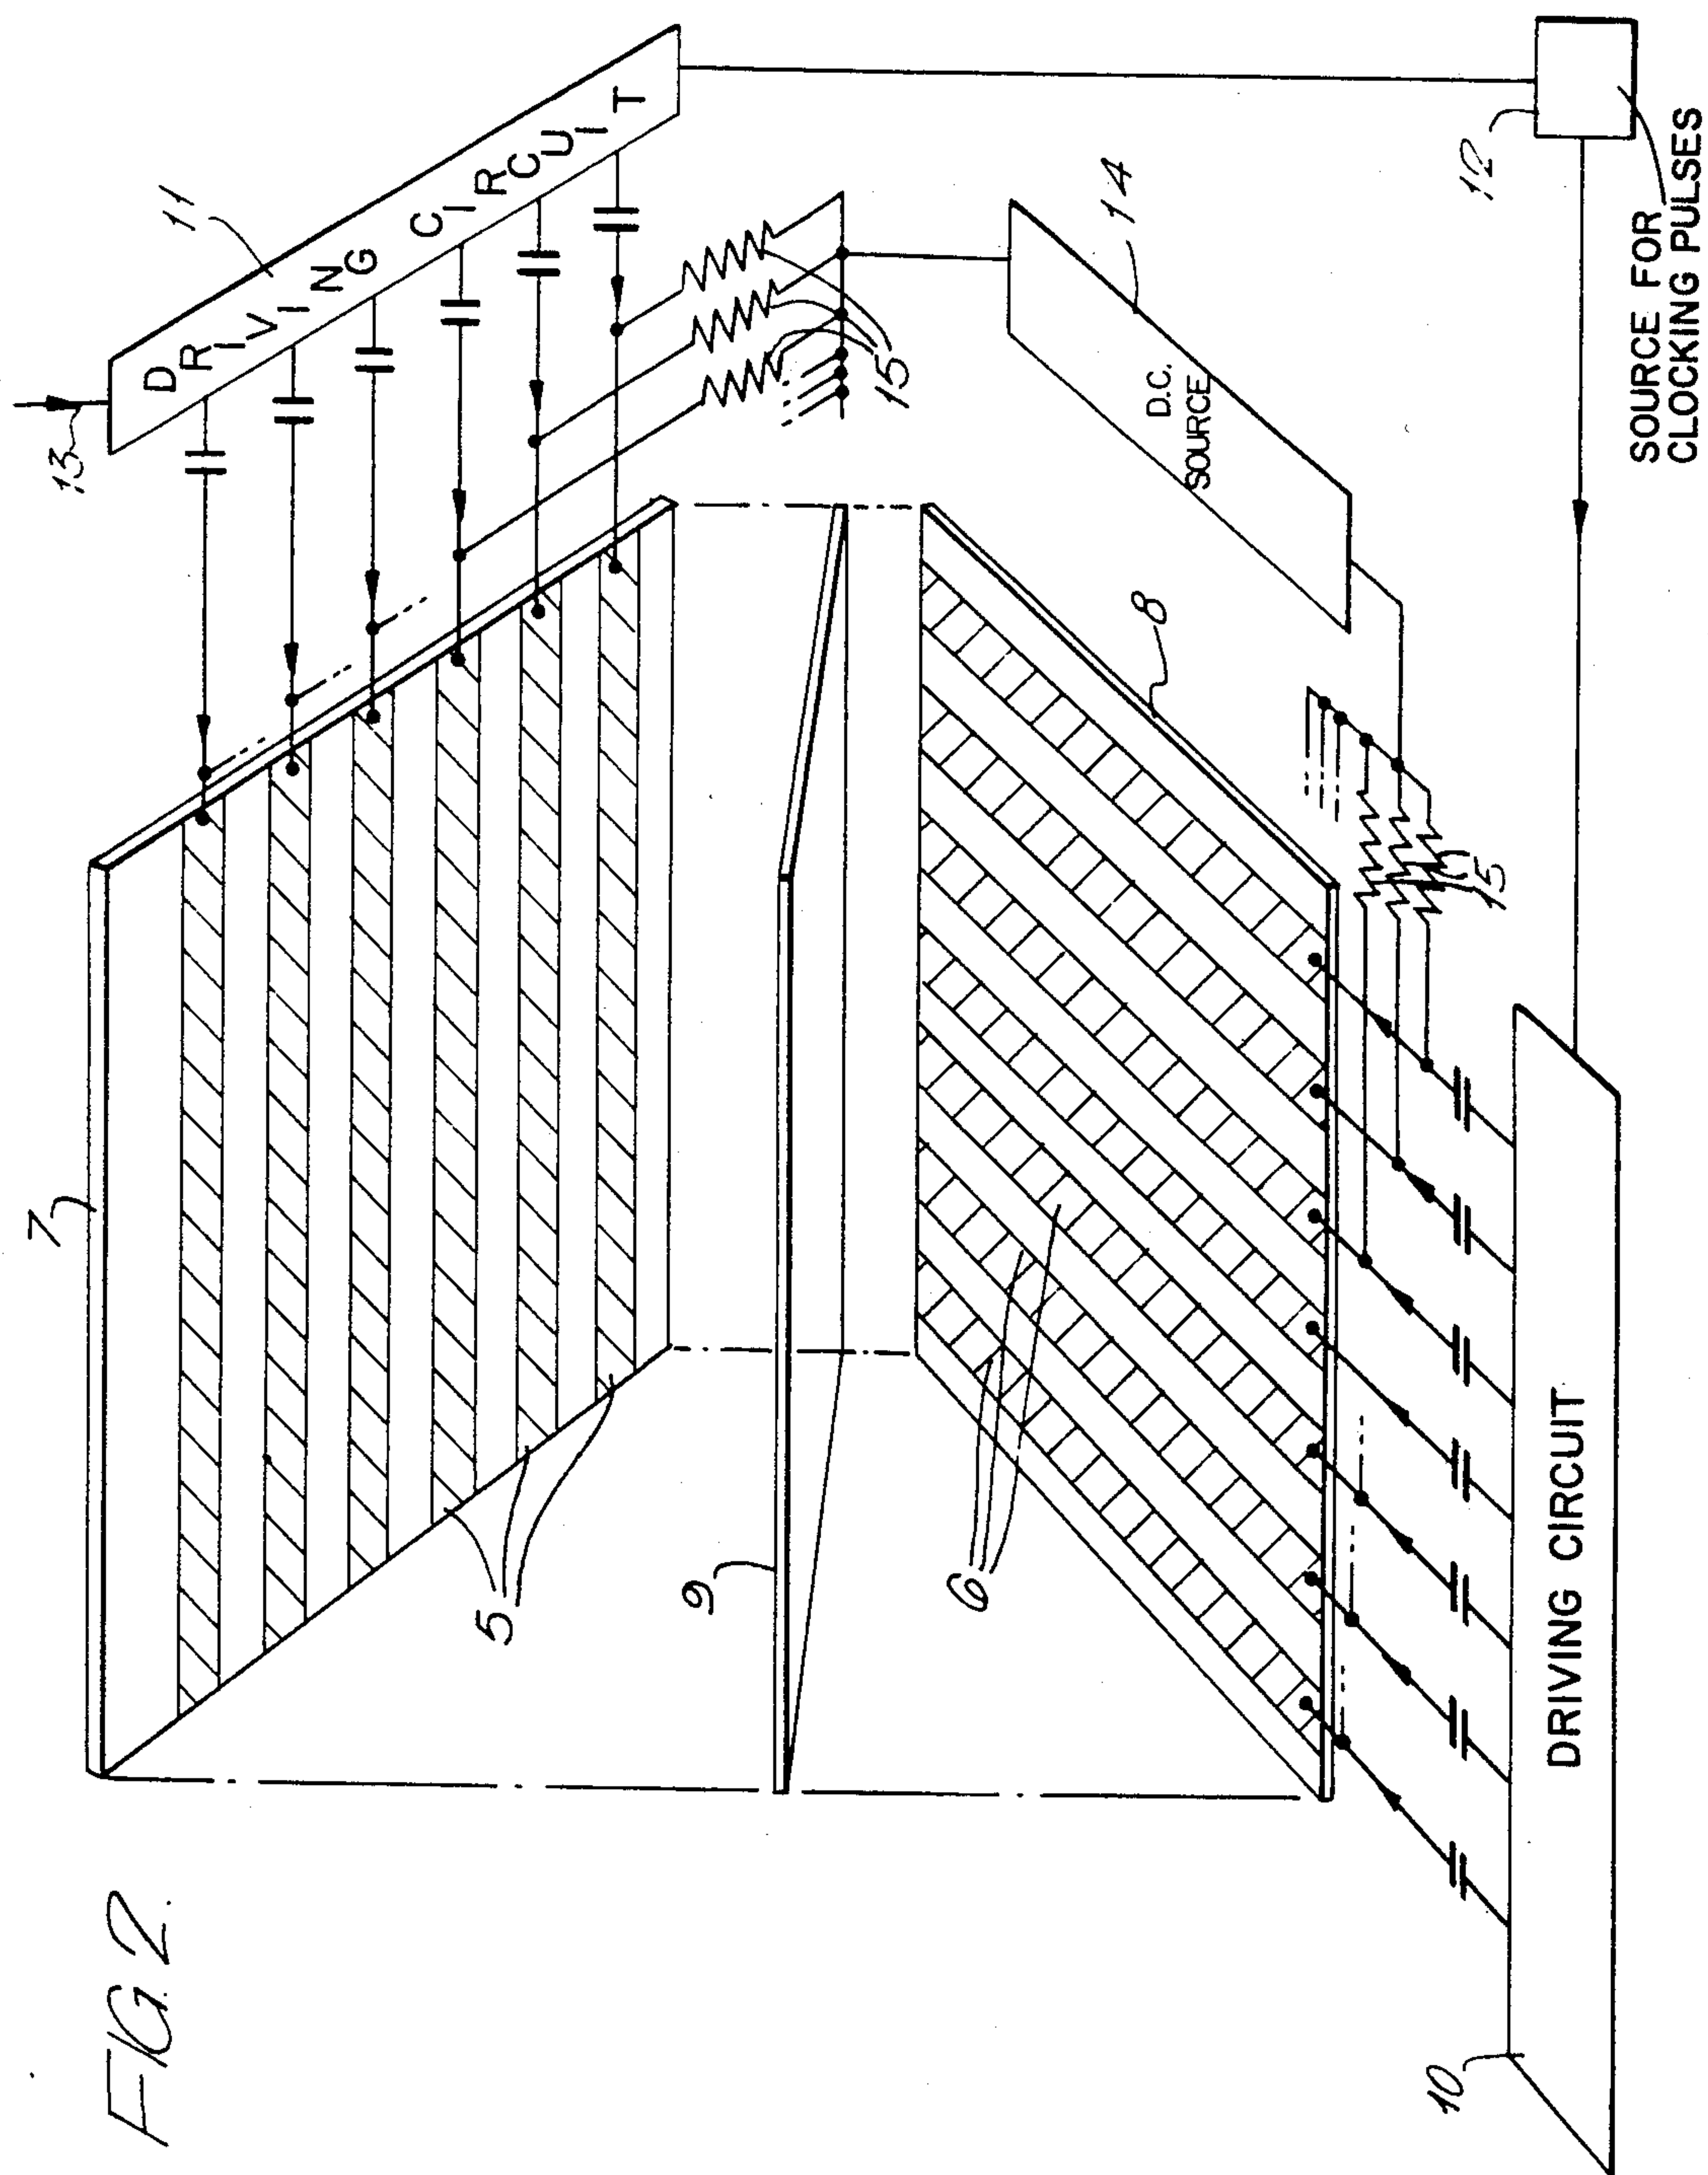 FIG. 2.
7
13
11
DRIVING CIRCUIT
5
9
15
14
D.C.
SOURCE
6
8
15
12
SOURCE FOR
CLOCKING PULSES
10
DRIVING CIRCUIT